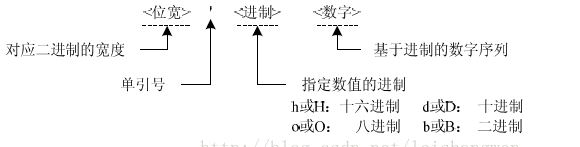 <位宽> ' <进制> <数字>
对应二进制的宽度 基于进制的数字序列
单引号 指定数值的进制
h或H：十六进制 d或D：十进制
o或O：八进制 b或B：二进制